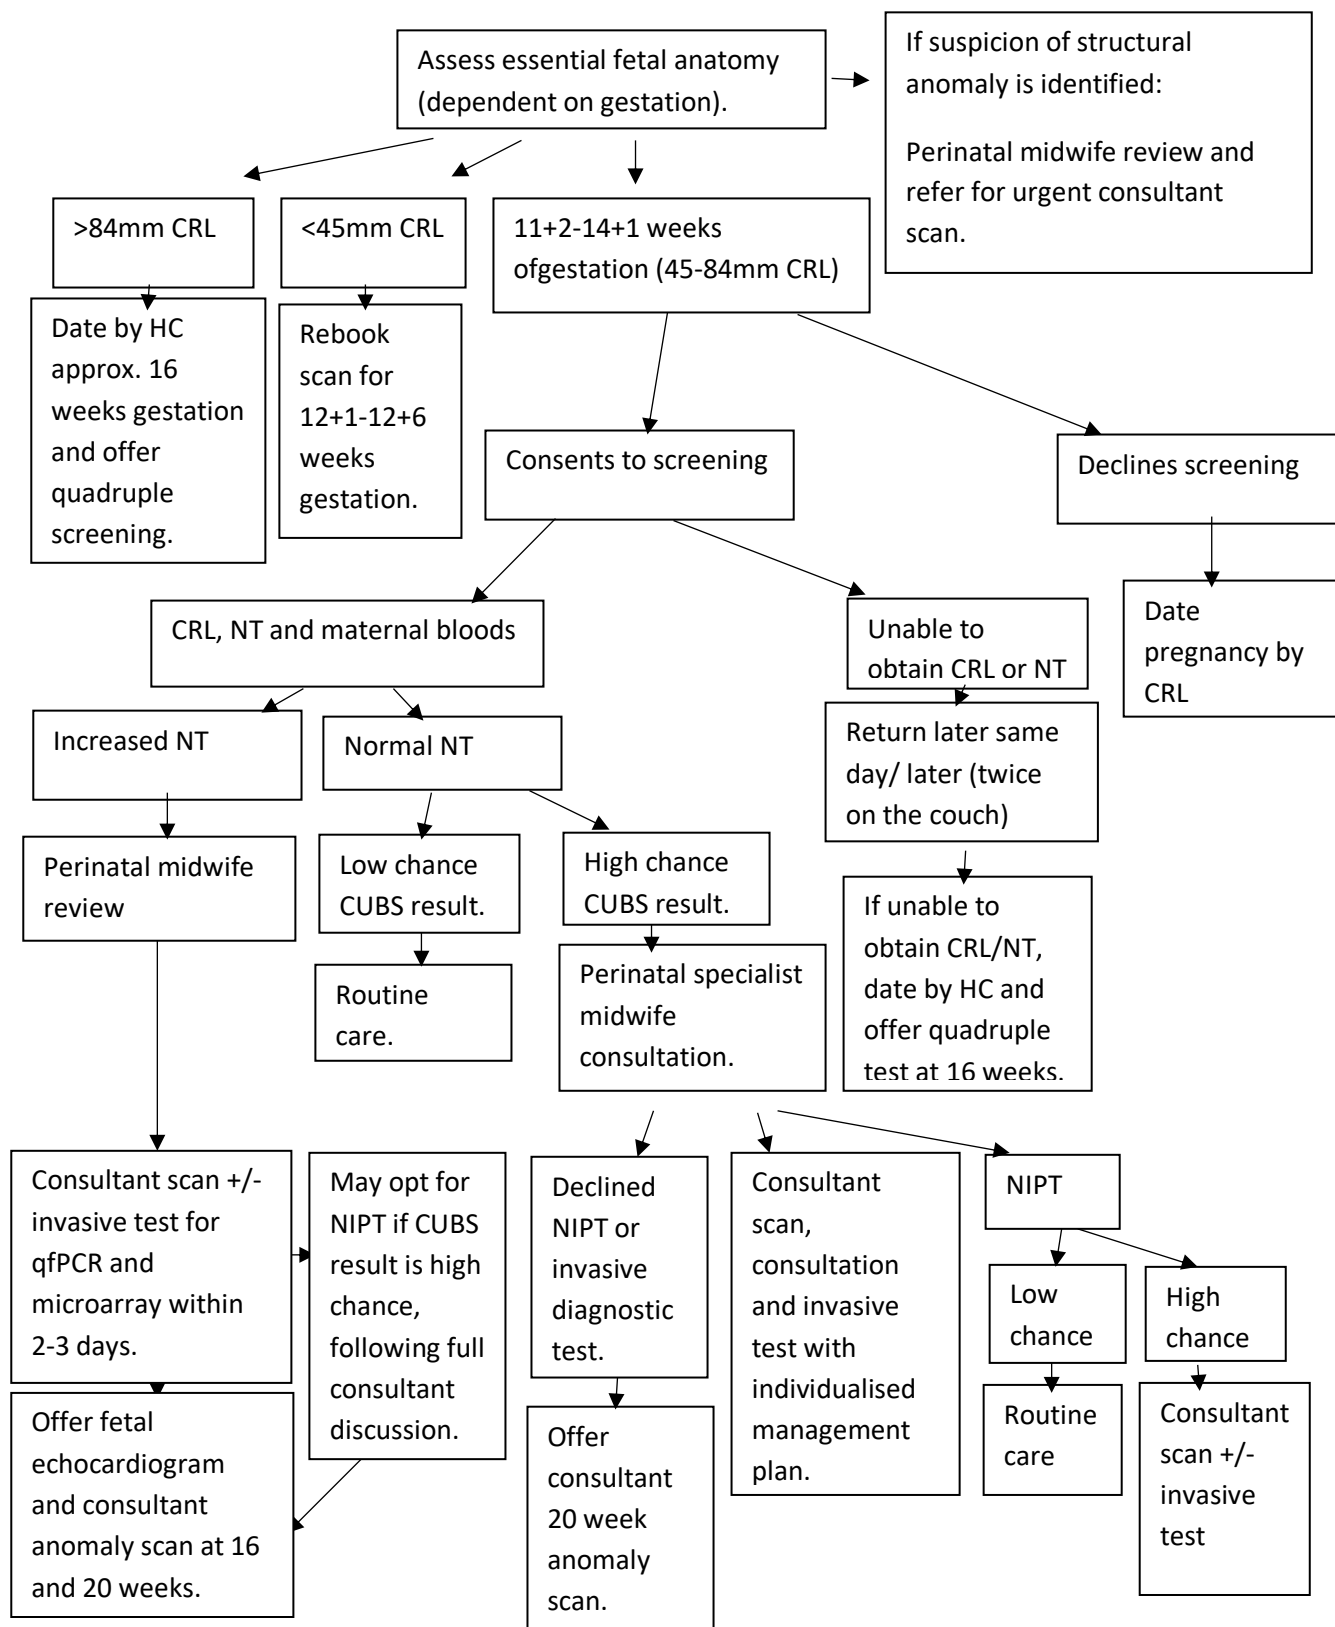 Assess essential fetal anatomy
(dependent on gestation).
If suspicion of structural
anomaly is identified:
Perinatal midwife review and
refer for urgent consultant
scan.
>84mm CRL
<45mm CRL
11+2-14+1 weeks
ofgestation (45-84mm CRL)
Date by HC
approx. 16
weeks gestation
and offer
quadruple
screening.
Rebook
scan for
12+1-12+6
weeks
gestation.
Consents to screening
Declines screening
CRL, NT and maternal bloods
Unable to
obtain CRL or NT
Date
pregnancy by
CRL
Increased NT
Normal NT
Return later same
day/ later (twice
on the couch)
Perinatal midwife
review
Low chance
CUBS result.
High chance
CUBS result.
If unable to
obtain CRL/NT,
date by HC and
offer quadruple
test at 16 weeks.
Routine
care.
Perinatal specialist
midwife
consultation.
Consultant scan +/-
invasive test for
qfPCR and
microarray within
2-3 days.
May opt for
NIPT if CUBS
result is high
chance,
following full
consultant
discussion.
Declined
NIPT or
invasive
diagnostic
test.
Consultant
scan,
consultation
and invasive
test with
individualised
management
plan.
NIPT
Low
chance
High
chance
Offer fetal
echocardiogram
and consultant
anomaly scan at 16
and 20 weeks.
Offer
consultant
20 week
anomaly
scan.
Routine
care
Consultant
scan +/-
invasive
test